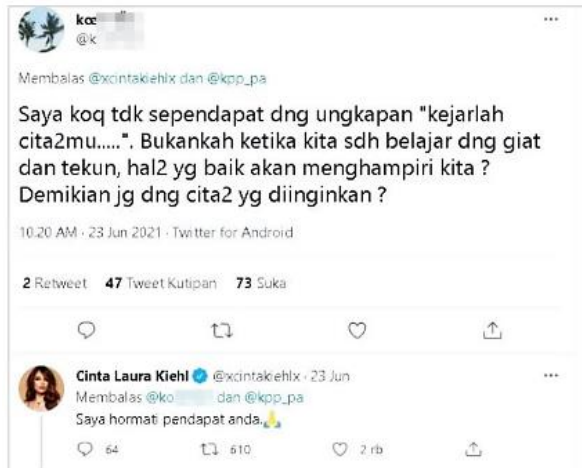 koe
@k
Membalas @xcintakiehlx dan @kpp_pa
Saya koq tdk sependapat dng ungkapan "kejarlah
cita2mu.....". Bukankah ketika kita sdh belajar dng giat
dan tekun, hal2 yg baik akan menghampiri kita ?
Demikian jg dng cita2 yg diinginkan ?
10.20 AM · 23 Jun 2021 · Twitter for Android
2 Retweet 47 Tweet Kutipan 73 Suka
Cinta Laura Kiehl @xcintakiehlx · 23 Jun
Membalas @ko dan @kpp_pa
Saya hormati pendapat anda.🙏
64 610 2 rb